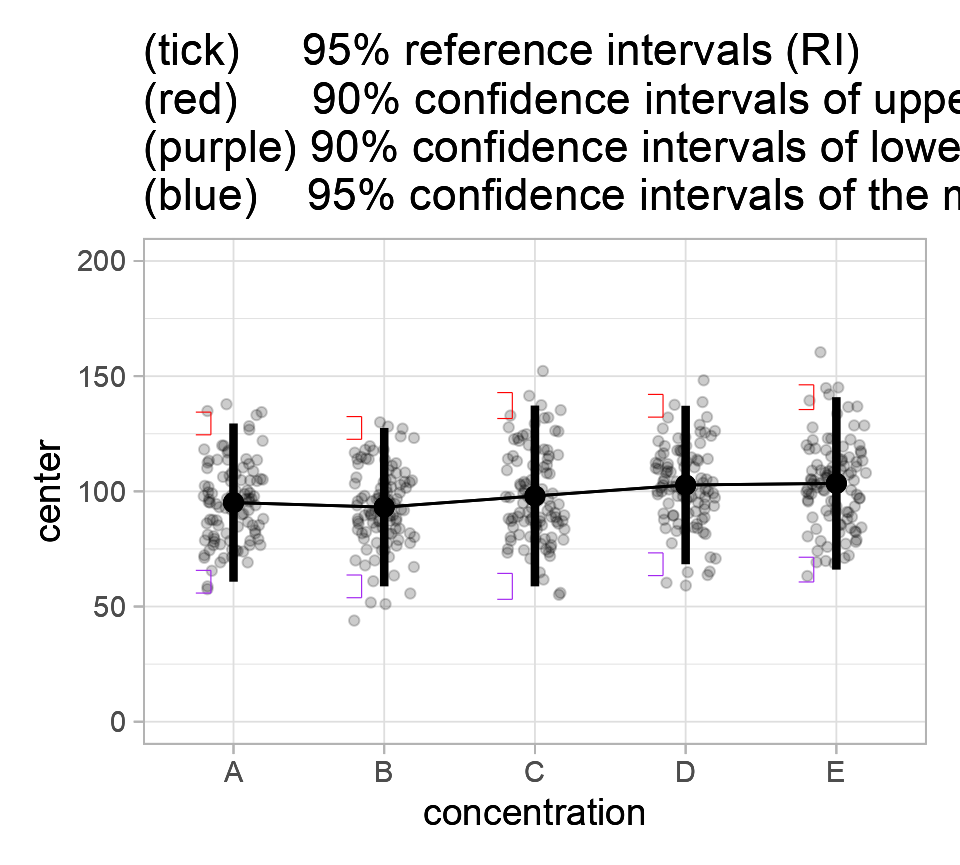 (tick) 95% reference intervals (RI)
(red) 90% confidence intervals of uppe
(purple) 90% confidence intervals of lowe
(blue) 95% confidence intervals of the m
200
150
100
50
0
center
A B C D E
concentration